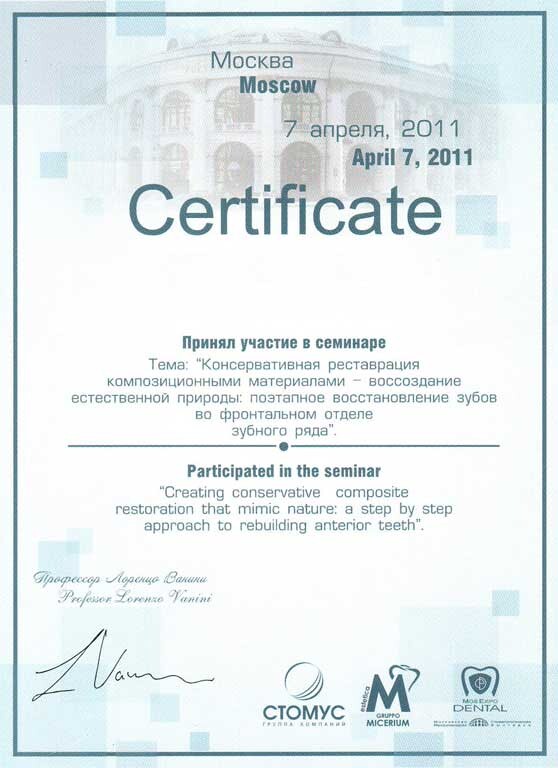 Москва
Moscow
7 апреля, 2011
April 7, 2011
Certificate
Принял участие в семинаре
Тема: “Консервативная реставрация
композиционными материалами – воссоздание
естественной природы: поэтапное восстановление зубов
во фронтальном отделе
зубного ряда”.
Participated in the seminar
“Creating conservative composite
restoration that mimic nature: a step by step
approach to rebuilding anterior teeth”.
Профессор Лоренцо Ванини
Professor Lorenzo Vanini
СТОМУС
ГРУППА КОМПАНИЙ
estetica
M
GRUPPO
MICERIUM
MosExpo
DENTAL